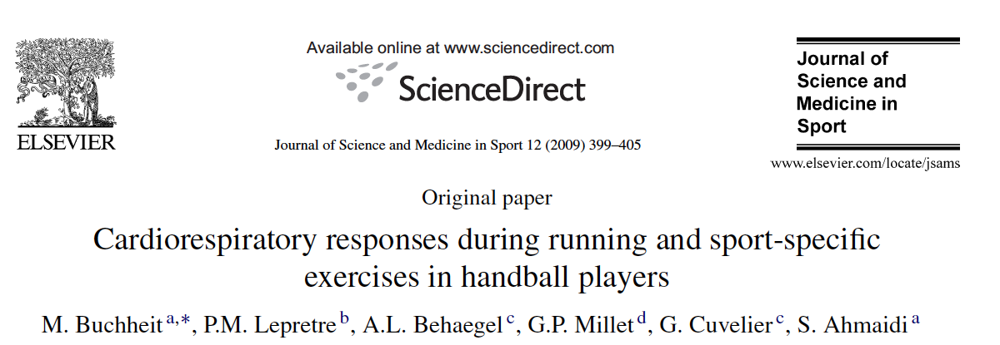 Available online at www.sciencedirect.com
ScienceDirect
ELSEVIER
Journal of Science and Medicine in Sport 12 (2009) 399–405
Journal of
Science and
Medicine in
Sport
www.elsevier.com/locate/jsams
Original paper
Cardiorespiratory responses during running and sport-specific
exercises in handball players
M. Buchheit a,*, P.M. Lepretre b, A.L. Behaegel c, G.P. Millet d, G. Cuvelier c, S. Ahmaidi a